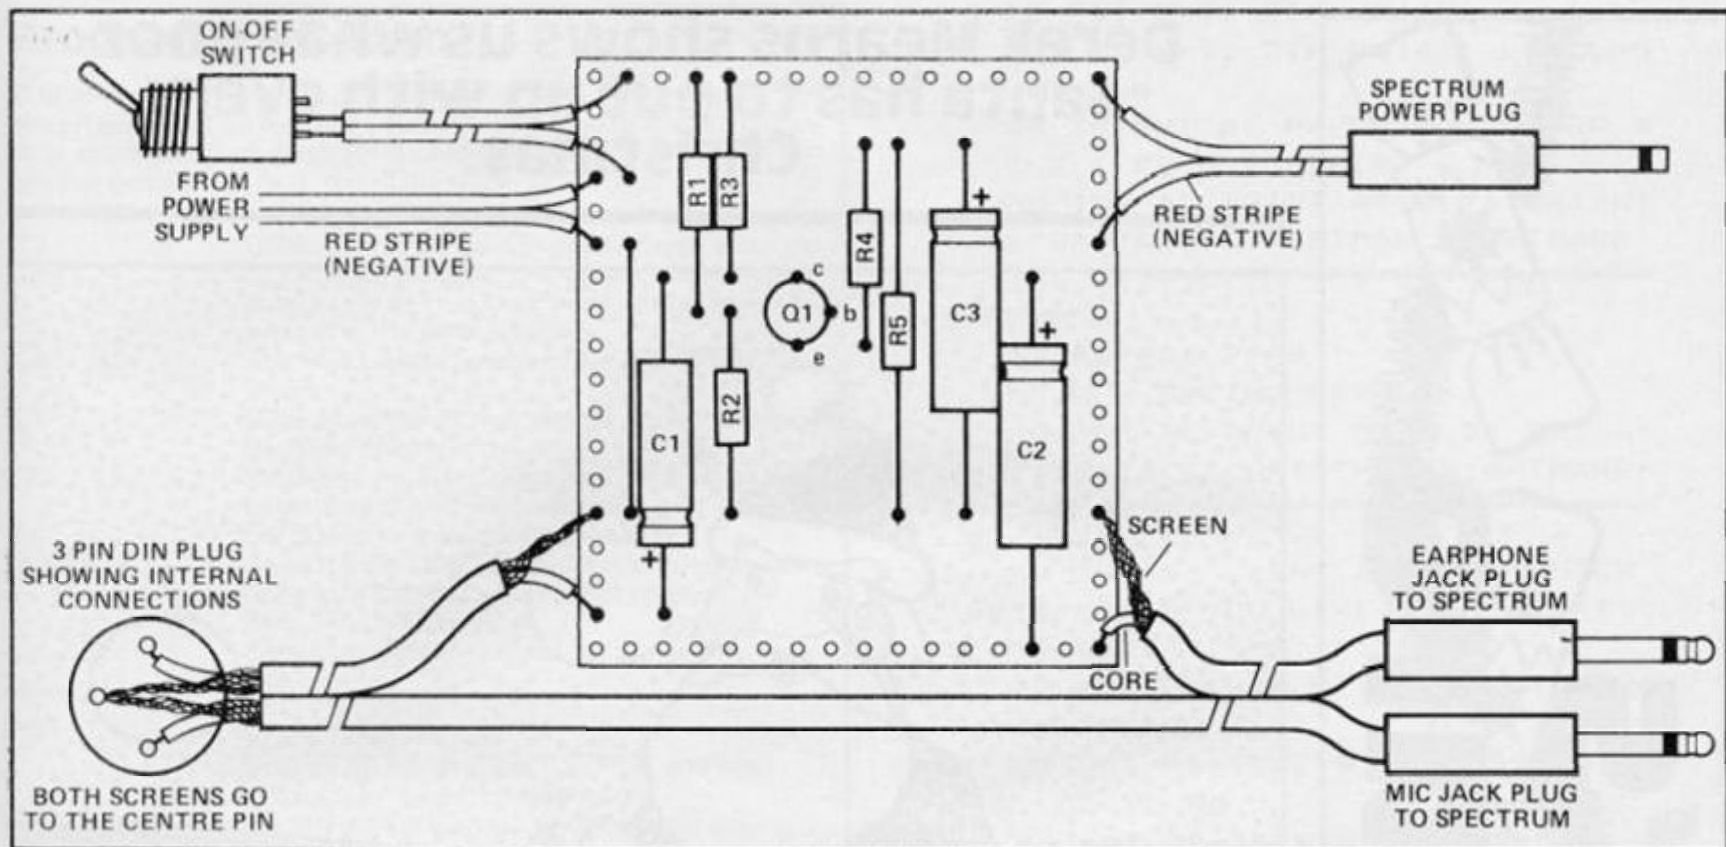 ON-OFF
SWITCH
FROM
POWER
SUPPLY
RED STRIPE
(NEGATIVE)
R1
R3
R4
R5
R2
C1
Q1
c
b
e
C3
+
C2
+
+
SPECTRUM
POWER PLUG
RED STRIPE
(NEGATIVE)
3 PIN DIN PLUG
SHOWING INTERNAL
CONNECTIONS
BOTH SCREENS GO
TO THE CENTRE PIN
SCREEN
CORE
EARPHONE
JACK PLUG
TO SPECTRUM
MIC JACK PLUG
TO SPECTRUM